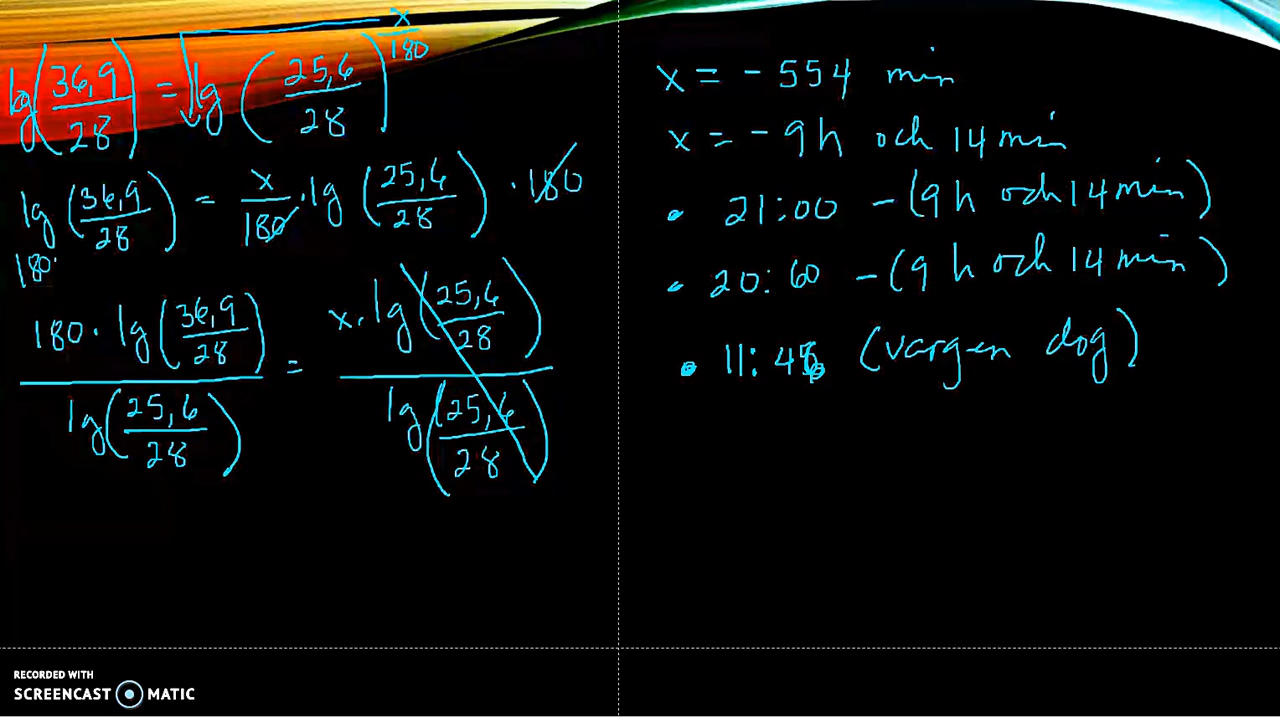 lg(36,9/28) = lg(25,6/28)^(x/180)
lg(36,9/28) = x/180 · lg(25,6/28) · 180
180·
180 · lg(36,9/28) / lg(25,6/28) = x · lg(25,6/28) / lg(25,6/28)
x = - 554 min
x = - 9h och 14 min
• 21:00 - (9h och 14 min)
• 20:60 - (9 h och 14 min)
• 11:46 (vargen dog)
RECORDED WITH
SCREENCAST MATIC